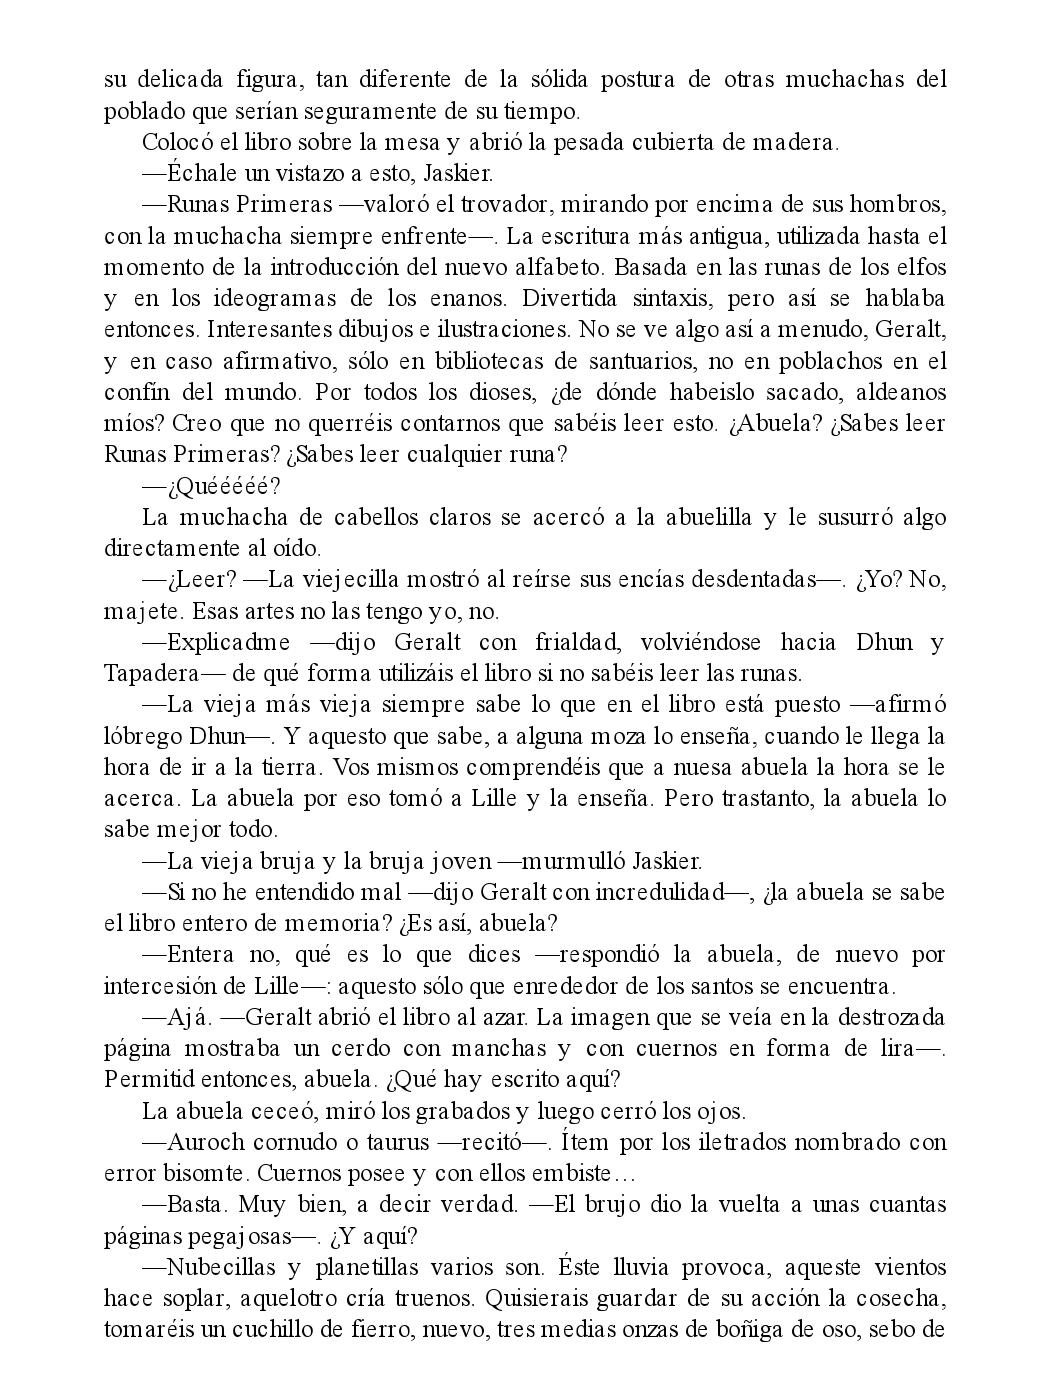 su delicada figura, tan diferente de la sólida postura de otras muchachas del
poblado que serían seguramente de su tiempo.
Colocó el libro sobre la mesa y abrió la pesada cubierta de madera.
—Échale un vistazo a esto, Jaskier.
—Runas Primeras —valoró el trovador, mirando por encima de sus hombros,
con la muchacha siempre enfrente—. La escritura más antigua, utilizada hasta el
momento de la introducción del nuevo alfabeto. Basada en las runas de los elfos
y en los ideogramas de los enanos. Divertida sintaxis, pero así se hablaba
entonces. Interesantes dibujos e ilustraciones. No se ve algo así a menudo, Geralt,
y en caso afirmativo, sólo en bibliotecas de santuarios, no en poblachos en el
confín del mundo. Por todos los dioses, ¿de dónde habeislo sacado, aldeanos
míos? Creo que no querréis contarnos que sabéis leer esto. ¿Abuela? ¿Sabes leer
Runas Primeras? ¿Sabes leer cualquier runa?
—¿Quééééé?
La muchacha de cabellos claros se acercó a la abuelilla y le susurró algo
directamente al oído.
—¿Leer? —La viejecilla mostró al reírse sus encías desdentadas—. ¿Yo? No,
majete. Esas artes no las tengo yo, no.
—Explicadme —dijo Geralt con frialdad, volviéndose hacia Dhun y
Tapadera— de qué forma utilizáis el libro si no sabéis leer las runas.
—La vieja más vieja siempre sabe lo que en el libro está puesto —afirmó
lóbrego Dhun—. Y aquesto que sabe, a alguna moza lo enseña, cuando le llega la
hora de ir a la tierra. Vos mismos comprendéis que a nuesa abuela la hora se le
acerca. La abuela por eso tomó a Lille y la enseña. Pero trastanto, la abuela lo
sabe mejor todo.
—La vieja bruja y la bruja joven —murmulló Jaskier.
—Si no he entendido mal —dijo Geralt con incredulidad—, ¿la abuela se sabe
el libro entero de memoria? ¿Es así, abuela?
—Entera no, qué es lo que dices —respondió la abuela, de nuevo por
intercesión de Lille—: aquesto sólo que enrededor de los santos se encuentra.
—Ajá. —Geralt abrió el libro al azar. La imagen que se veía en la destrozada
página mostraba un cerdo con manchas y con cuernos en forma de lira—.
Permitid entonces, abuela. ¿Qué hay escrito aquí?
La abuela ceceó, miró los grabados y luego cerró los ojos.
—Auroch cornudo o taurus —recitó—. Ítem por los iletrados nombrado con
error bisomte. Cuernos posee y con ellos embiste…
—Basta. Muy bien, a decir verdad. —El brujo dio la vuelta a unas cuantas
páginas pegajosas—. ¿Y aquí?
—Nubecillas y planetillas varios son. Éste lluvia provoca, aqueste vientos
hace soplar, aquelotro cría truenos. Quisierais guardar de su acción la cosecha,
tomaréis un cuchillo de fierro, nuevo, tres medias onzas de boñiga de oso, sebo de